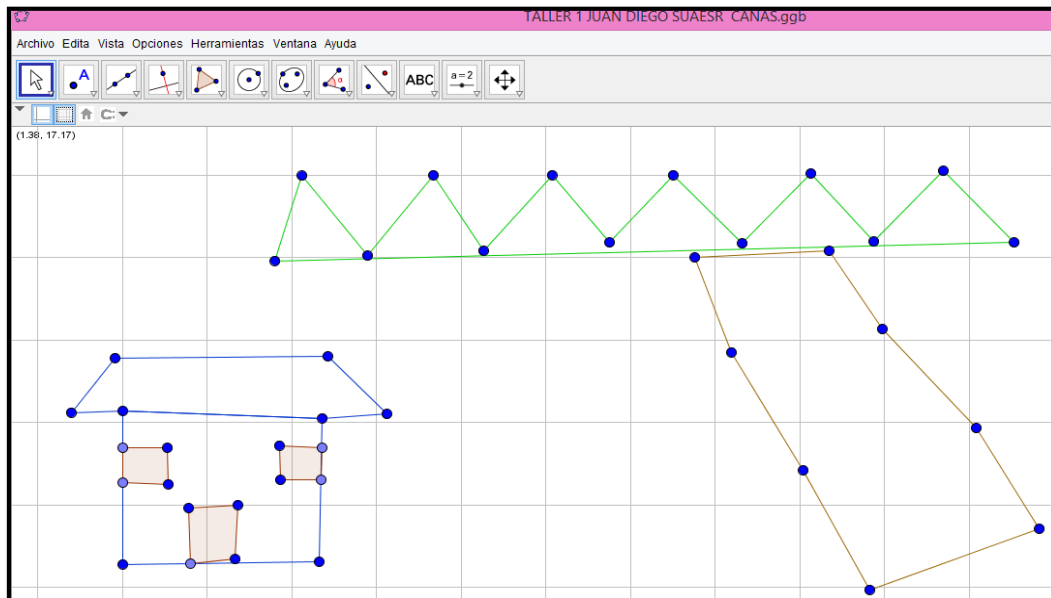 TALLER 1 JUAN DIEGO SUAESR CAÑAS.ggb
Archivo Edita Vista Opciones Herramientas Ventana Ayuda
A
α
ABC
a=2
(1.38, 17.17)